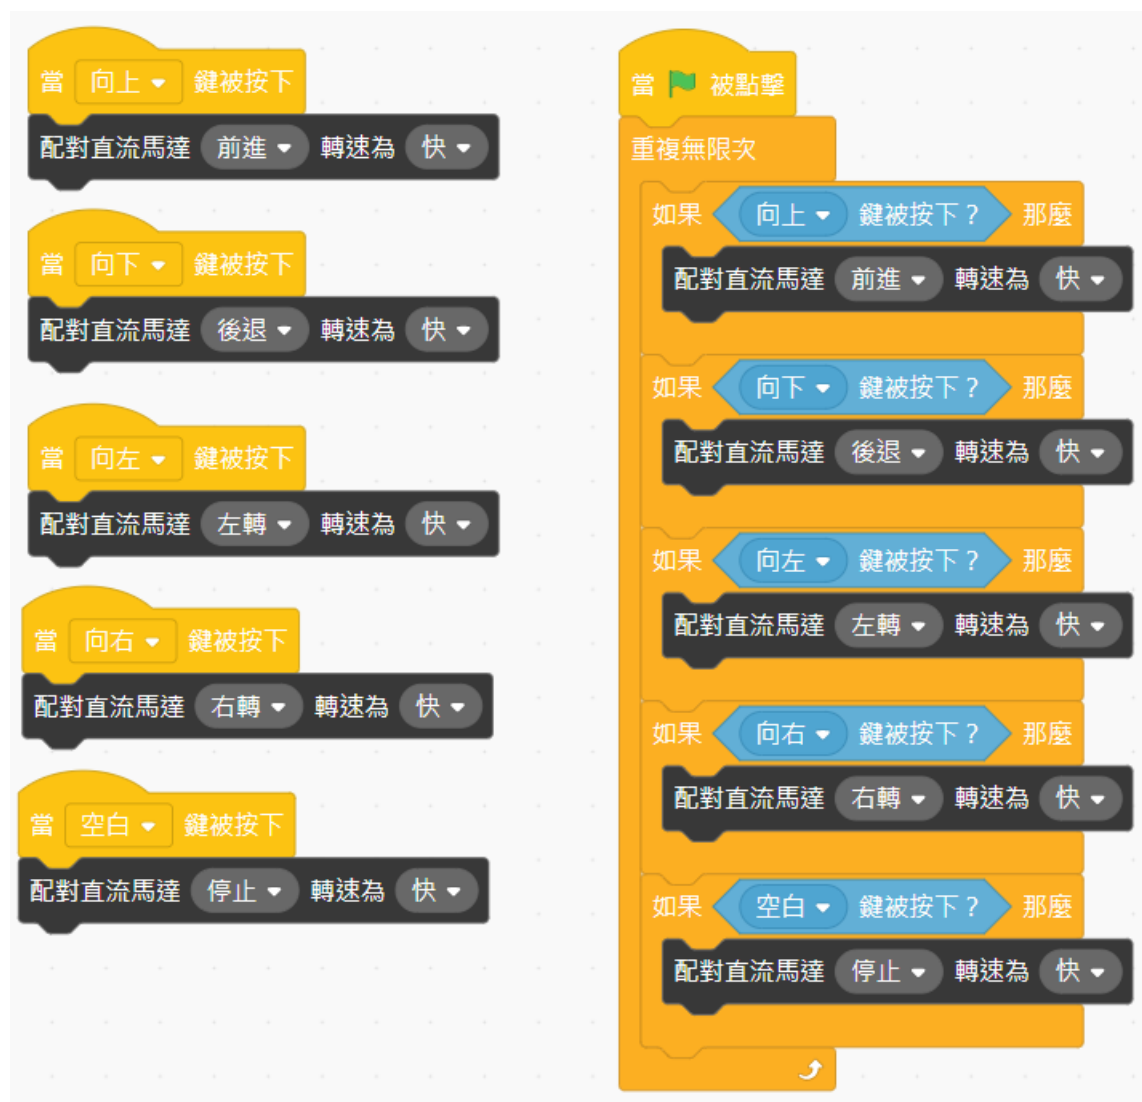 當 向上 鍵被按下
配對直流馬達 前進 轉速為 快
當 向下 鍵被按下
配對直流馬達 後退 轉速為 快
當 向左 鍵被按下
配對直流馬達 左轉 轉速為 快
當 向右 鍵被按下
配對直流馬達 右轉 轉速為 快
當 空白 鍵被按下
配對直流馬達 停止 轉速為 快
當 被點擊
重複無限次
如果 向上 鍵被按下？ 那麼
配對直流馬達 前進 轉速為 快
如果 向下 鍵被按下？ 那麼
配對直流馬達 後退 轉速為 快
如果 向左 鍵被按下？ 那麼
配對直流馬達 左轉 轉速為 快
如果 向右 鍵被按下？ 那麼
配對直流馬達 右轉 轉速為 快
如果 空白 鍵被按下？ 那麼
配對直流馬達 停止 轉速為 快